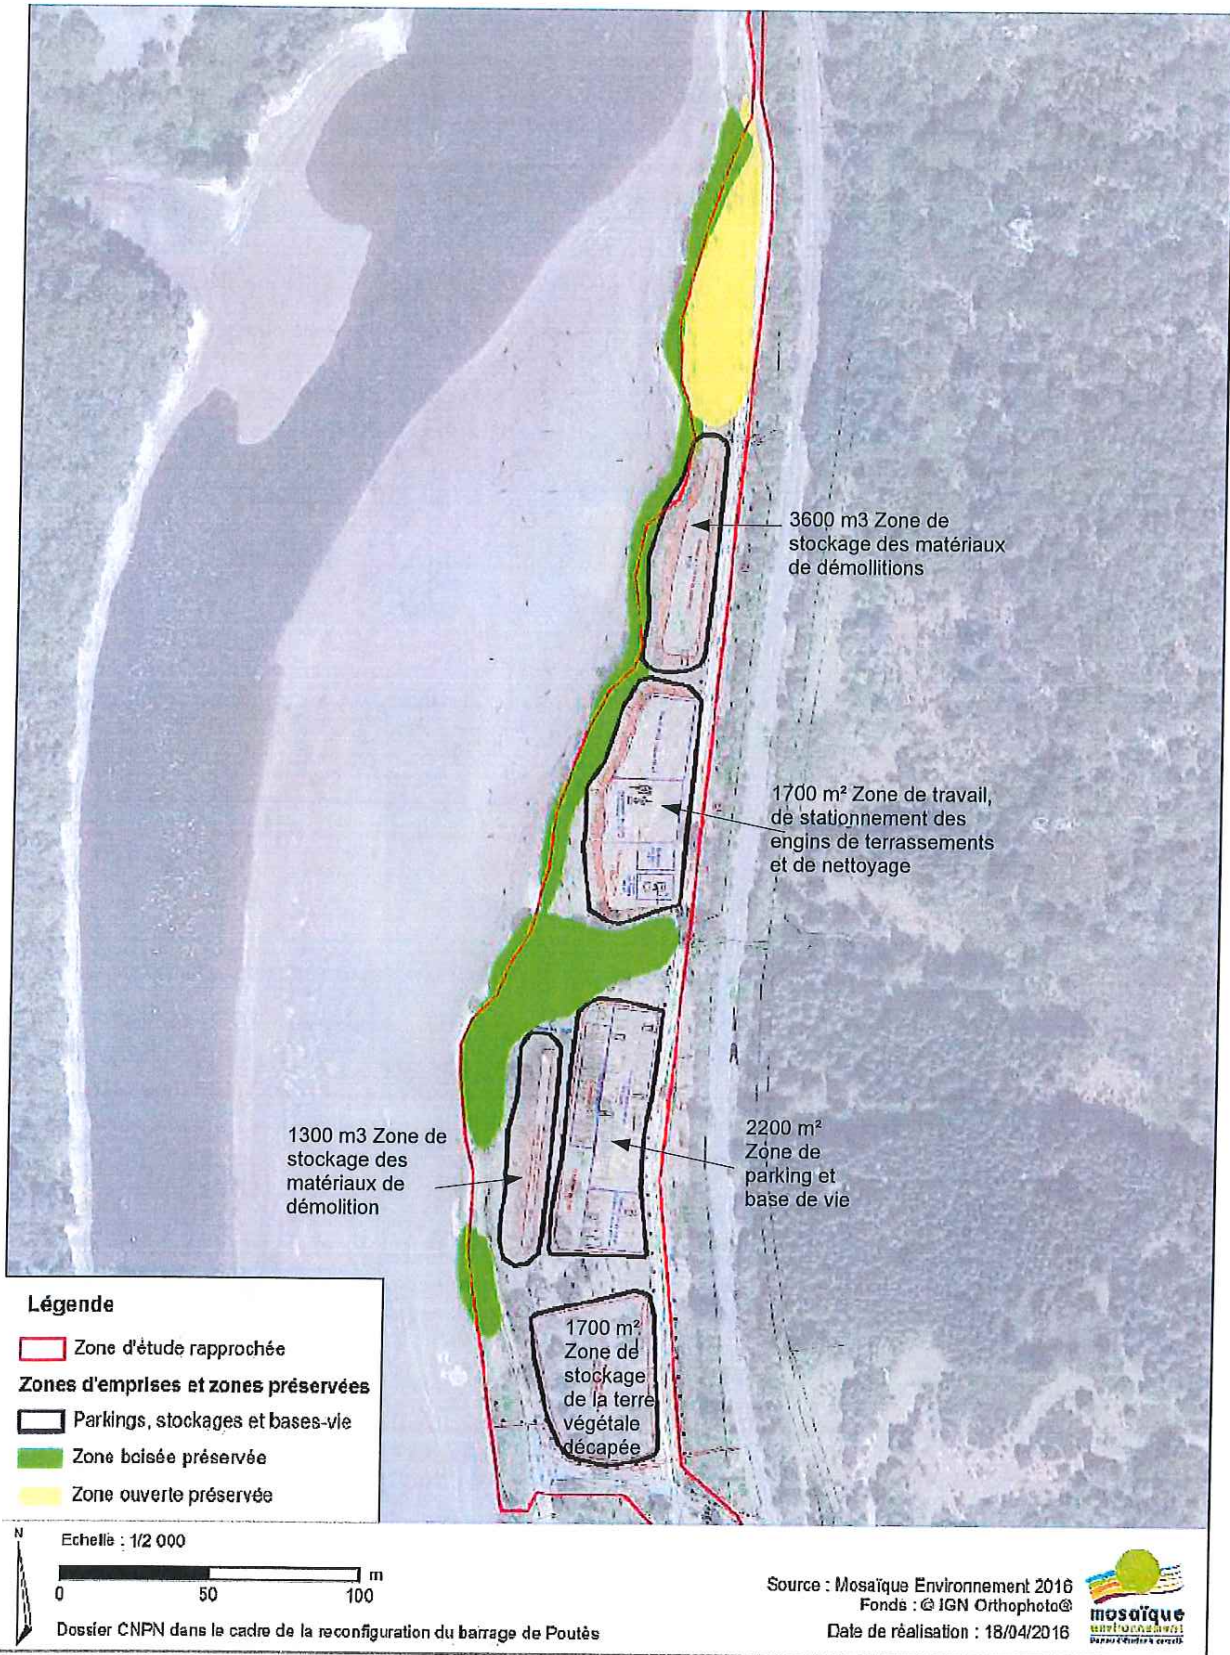 3600 m3 Zone de
stockage des matériaux
de démollitions
1700 m² Zone de travail,
de stationnement des
engins de terrassements
et de nettoyage
1300 m3 Zone de
stockage des
matériaux de
démolition
2200 m²
Zone de
parking et
base de vie
1700 m²
Zone de
stockage
de la terre
végétale
décapée
Légende
Zone d'étude rapprochée
Zones d'emprises et zones préservées
Parkings, stockages et bases-vie
Zone boisée préservée
Zone ouverte préservée
N
Echelle : 1/2 000
m
0 50 100
Dossier CNPN dans le cadre de la reconfiguration du barrage de Poutès
Source : Mosaïque Environnement 2016
Fonds : © IGN Orthophoto®
Date de réalisation : 18/04/2016
mosaïque
environnement